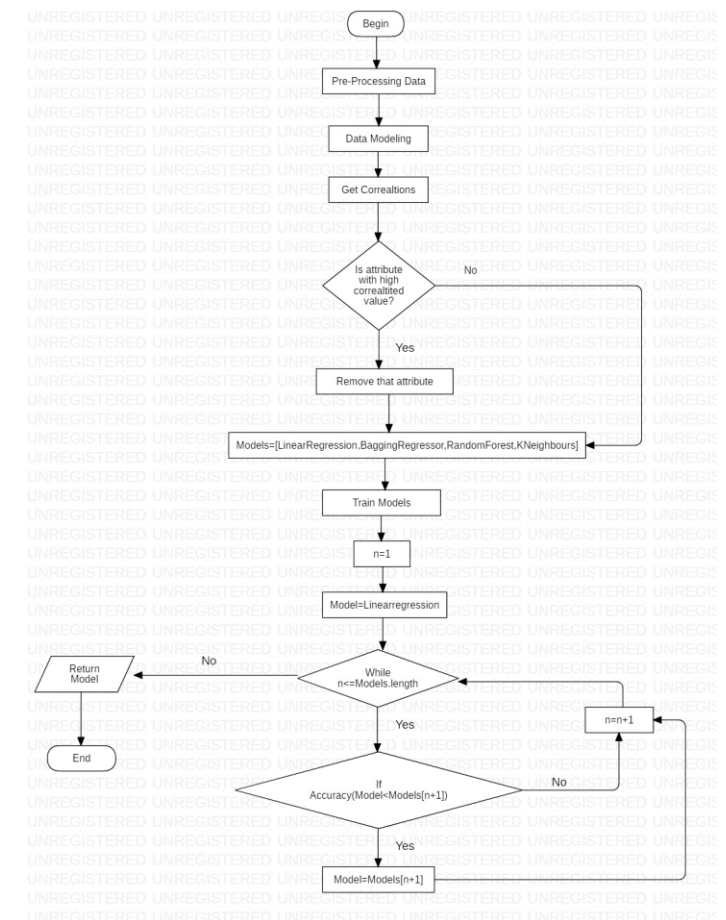 Begin
Pre-Processing Data
Data Modeling
Get Correaltions
Is attribute
with high
correaltited
value?
No
Yes
Remove that attribute
Models=[LinearRegression,BaggingRegressor,RandomForest,KNeighbours]
Train Models
n=1
Model=Linearregression
While
n<=Models.length
No
Return
Model
End
Yes
n=n+1
If
Accuracy(Model<Models[n+1])
No
Yes
Model=Models[n+1]
UNREGISTERED